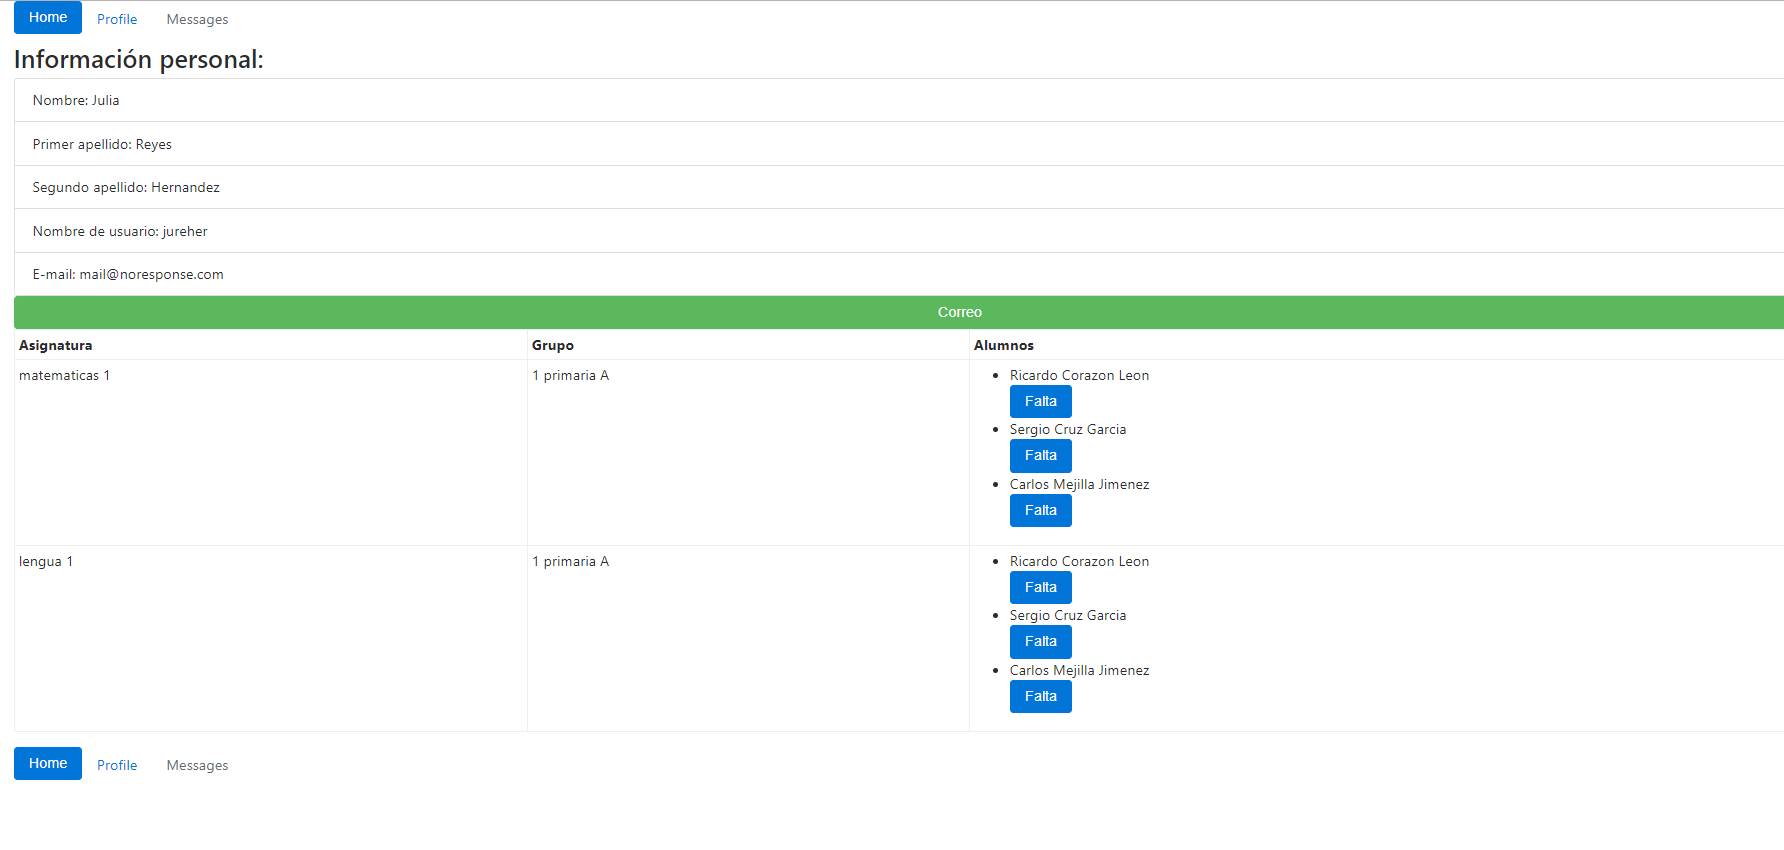 Home Profile Messages
Información personal:
Nombre: Julia
Primer apellido: Reyes
Segundo apellido: Hernandez
Nombre de usuario: jureher
E-mail: mail@noresponse.com
Correo
Asignatura Grupo Alumnos
matematicas 1 1 primaria A Ricardo Corazon Leon
Falta
Sergio Cruz Garcia
Falta
Carlos Mejilla Jimenez
Falta
lengua 1 1 primaria A Ricardo Corazon Leon
Falta
Sergio Cruz Garcia
Falta
Carlos Mejilla Jimenez
Falta
Home Profile Messages